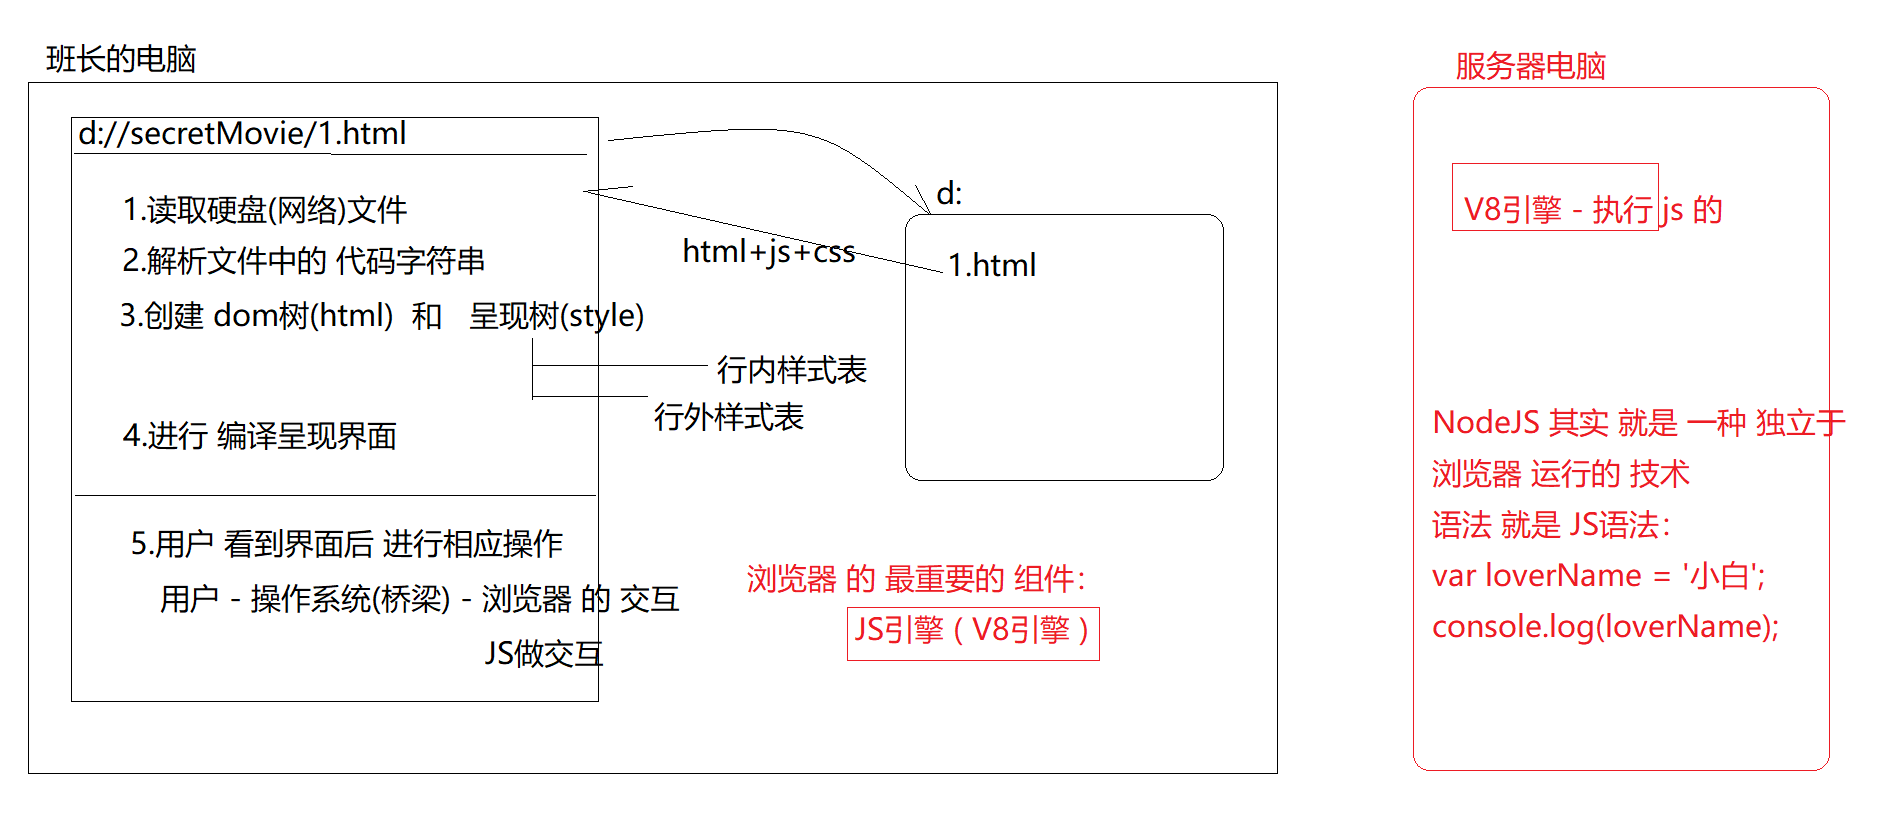 班长的电脑
d://secretMovie/1.html
1.读取硬盘(网络)文件
2.解析文件中的 代码字符串
3.创建 dom树(html) 和 呈现树(style)
行内样式表
行外样式表
4.进行 编译呈现界面
5.用户 看到界面后 进行相应操作
用户 - 操作系统(桥梁) - 浏览器 的 交互
JS做交互
d:
html+js+css
1.html
浏览器 的 最重要的 组件：
JS引擎 ( V8引擎 )
服务器电脑
V8引擎 - 执行 js 的
NodeJS 其实 就是 一种 独立于
浏览器 运行的 技术
语法 就是 JS语法：
var loverName = '小白';
console.log(loverName);